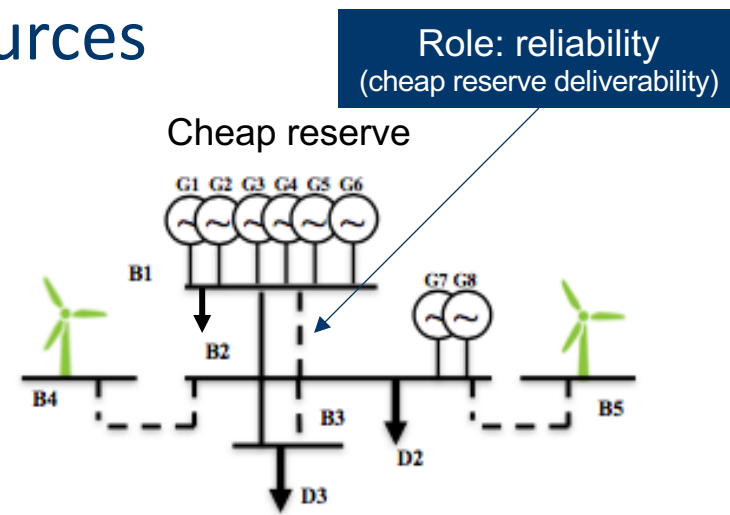 urces
Role: reliability
(cheap reserve deliverability)
Cheap reserve
G1 G2 G3 G4 G5 G6
B1
G7 G8
B2
B4
B3
B5
D2
D3